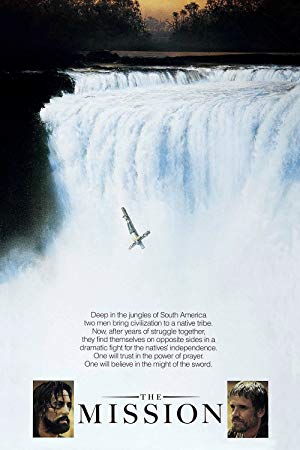 Deep in the jungles of South America
two men bring civilization to a native tribe.
Now, after years of struggle together,
they find themselves on opposite sides in a
dramatic fight for the natives' independence.
One will trust in the power of prayer.
One will believe in the might of the sword.
THE
MISSION